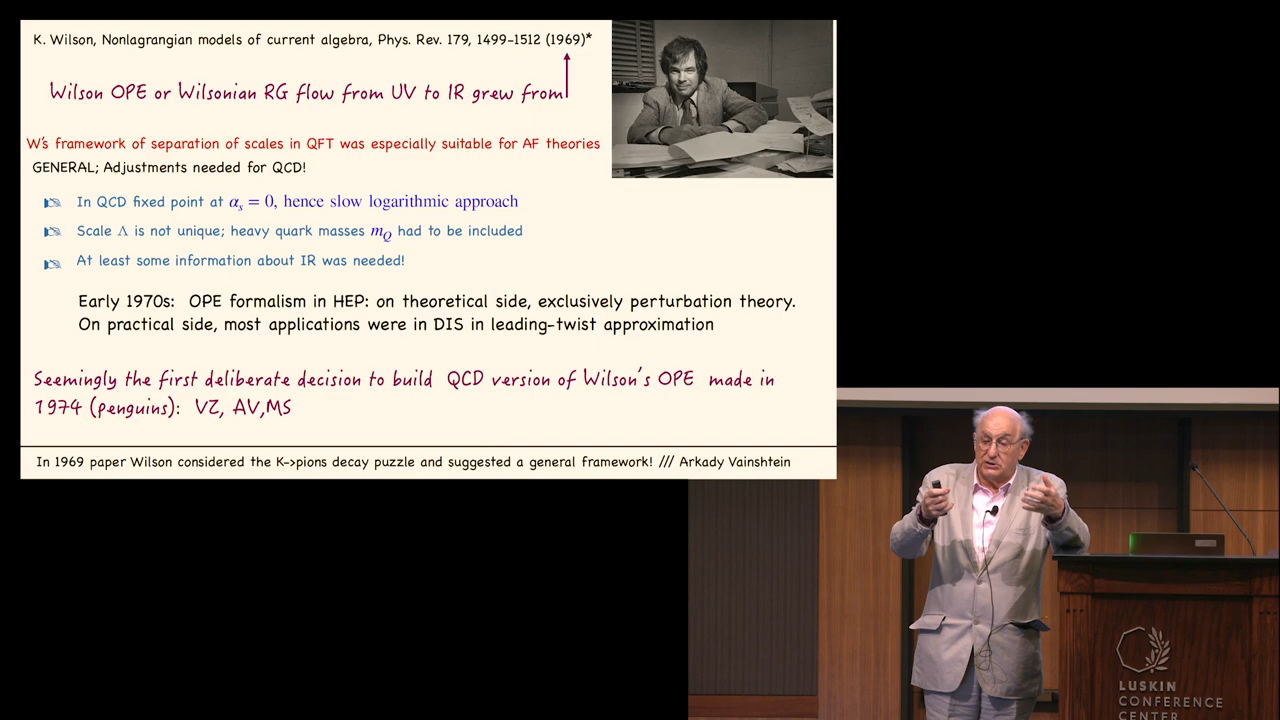 K. Wilson, Nonlagrangian models of current algebra, Phys. Rev. 179, 1499-1512 (1969)*
Wilson OPE or Wilsonian RG flow from UV to IR grew from
W's framework of separation of scales in QFT was especially suitable for AF theories
GENERAL; Adjustments needed for QCD!
In QCD fixed point at αs = 0, hence slow logarithmic approach
Scale Λ is not unique; heavy quark masses mQ had to be included
At least some information about IR was needed!
Early 1970s: OPE formalism in HEP: on theoretical side, exclusively perturbation theory.
On practical side, most applications were in DIS in leading-twist approximation
Seemingly the first deliberate decision to build QCD version of Wilson's OPE made in
1974 (penguins): VZ, AV,MS
In 1969 paper Wilson considered the K->pions decay puzzle and suggested a general framework! /// Arkady Vainshtein
LUSKIN
CONFERENCE
CENTER